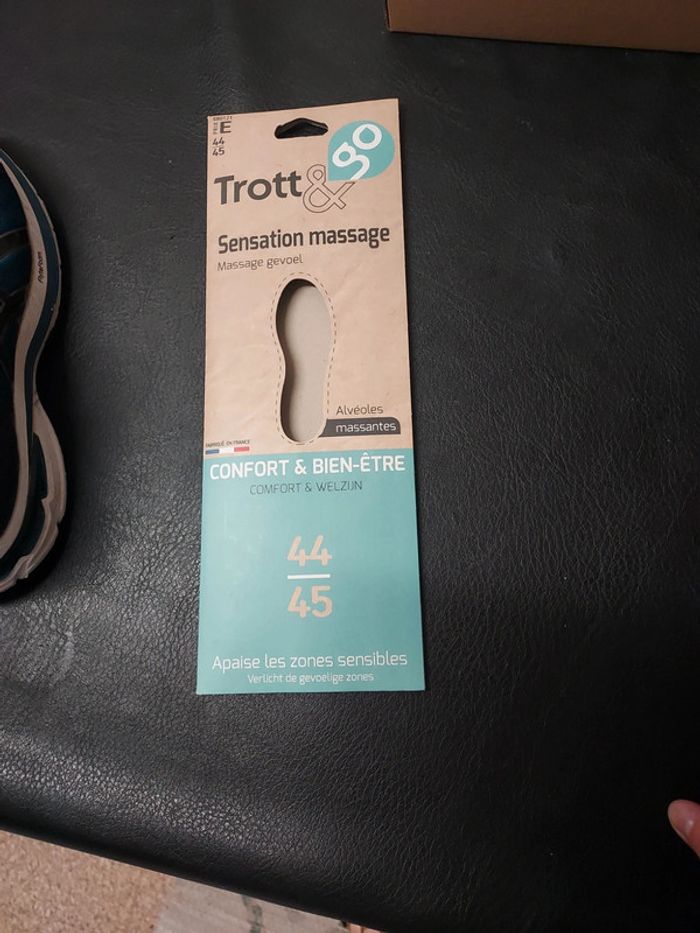 PRIX E
44
45
Trott&go
Sensation massage
Massage gevoel
Alvéoles
massantes
FABRIQUÉ EN FRANCE
CONFORT & BIEN-ÊTRE
COMFORT & WELZIJN
44
45
Apaise les zones sensibles
Verlicht de gevoelige zones